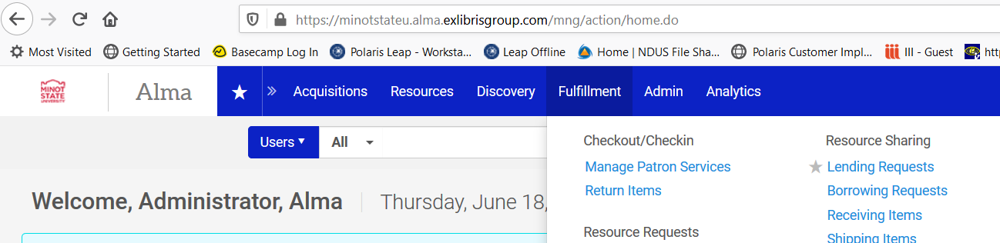 https://minotstateu.alma.exlibrisgroup.com/mng/action/home.do
Most Visited Getting Started Basecamp Log In Polaris Leap - Worksta... Leap Offline Home | NDUS File Sha... Polaris Customer Impl... III - Guest htt
MINOT STATE UNIVERSITY
Alma
Acquisitions Resources Discovery Fulfillment Admin Analytics
Users All
Welcome, Administrator, Alma Thursday, June 18,
Checkout/Checkin
Manage Patron Services
Return Items
Resource Requests
Resource Sharing
Lending Requests
Borrowing Requests
Receiving Items
Shipping Items